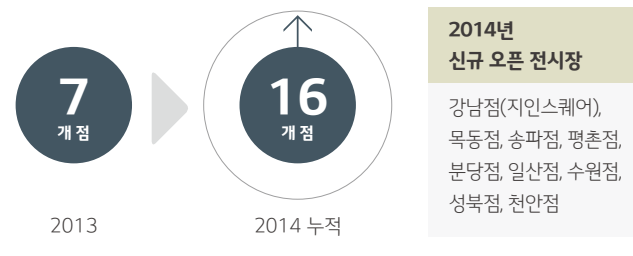 7
개점
2013
16
개점
2014 누적
2014년
신규 오픈 전시장
강남점(지인스퀘어),
목동점, 송파점, 평촌점,
분당점, 일산점, 수원점,
성북점, 천안점